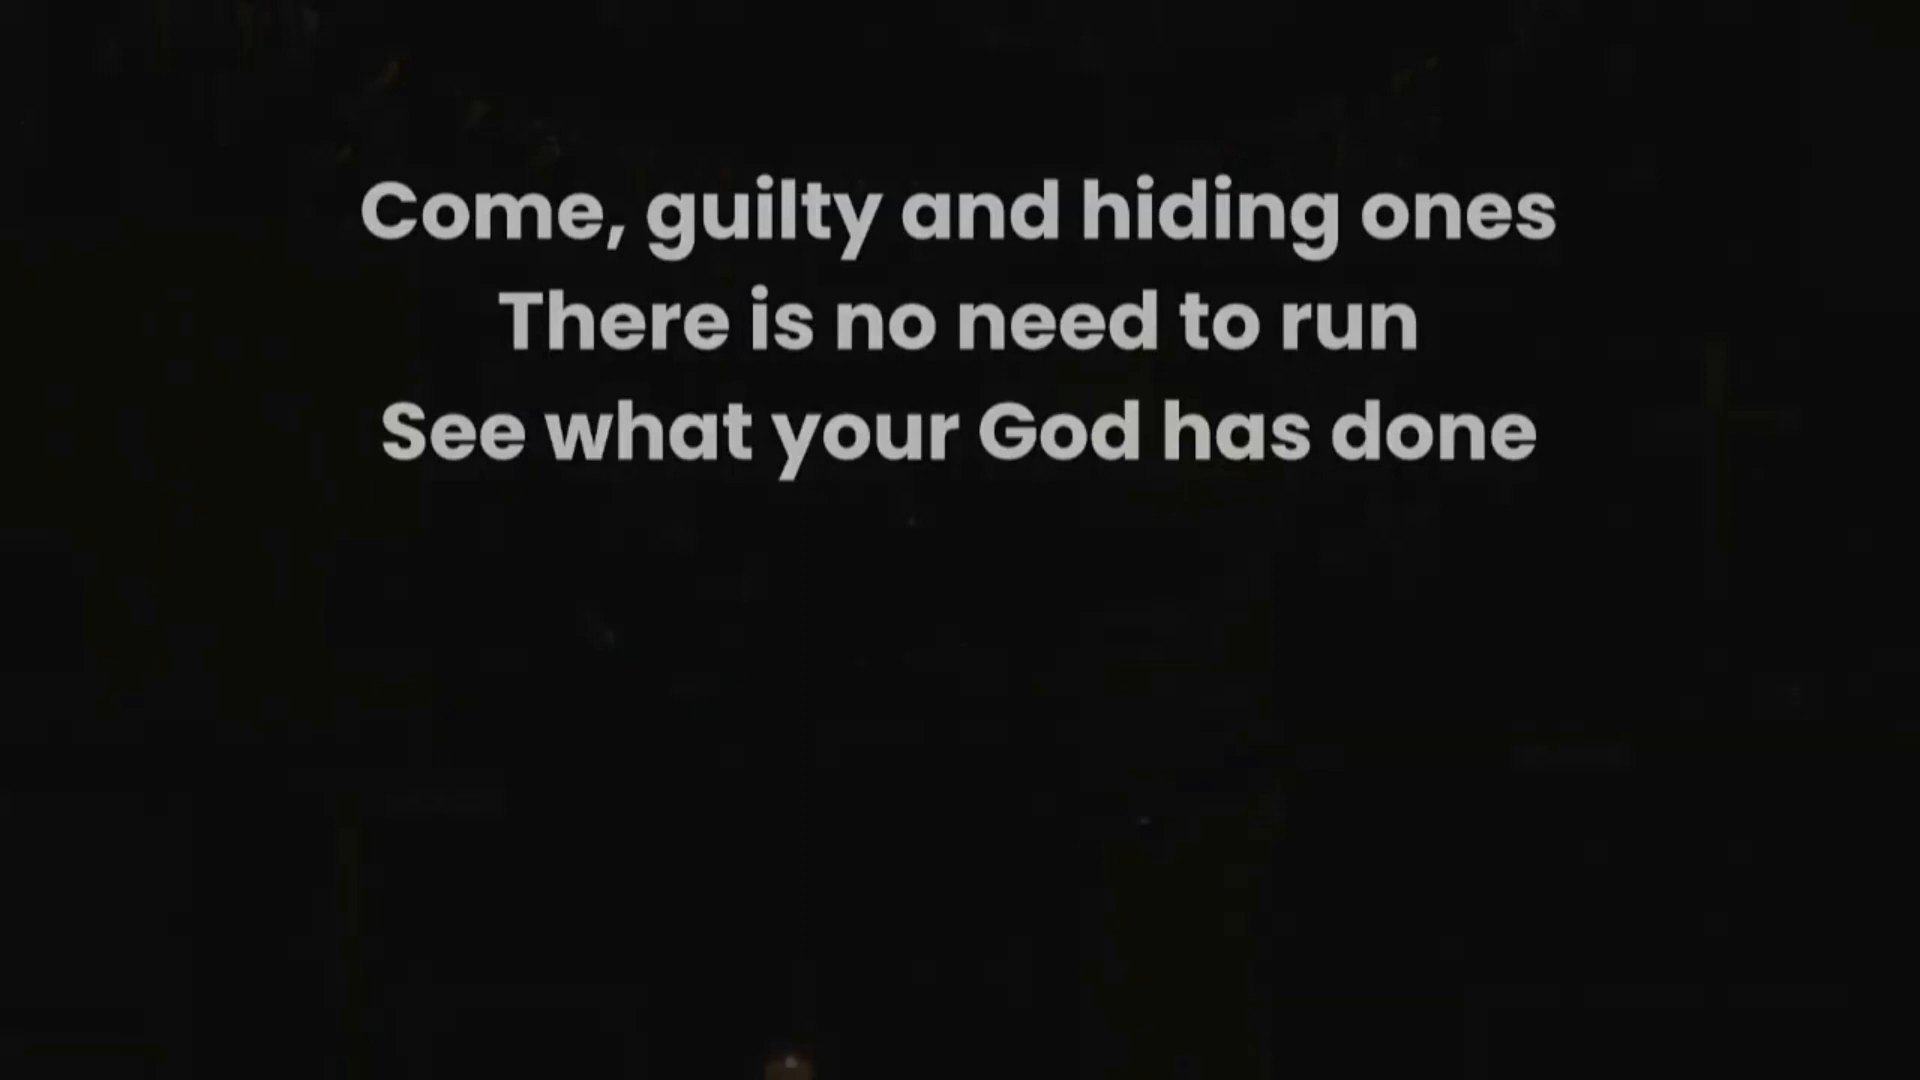 Come, guilty and hiding ones
There is no need to run
See what your God has done